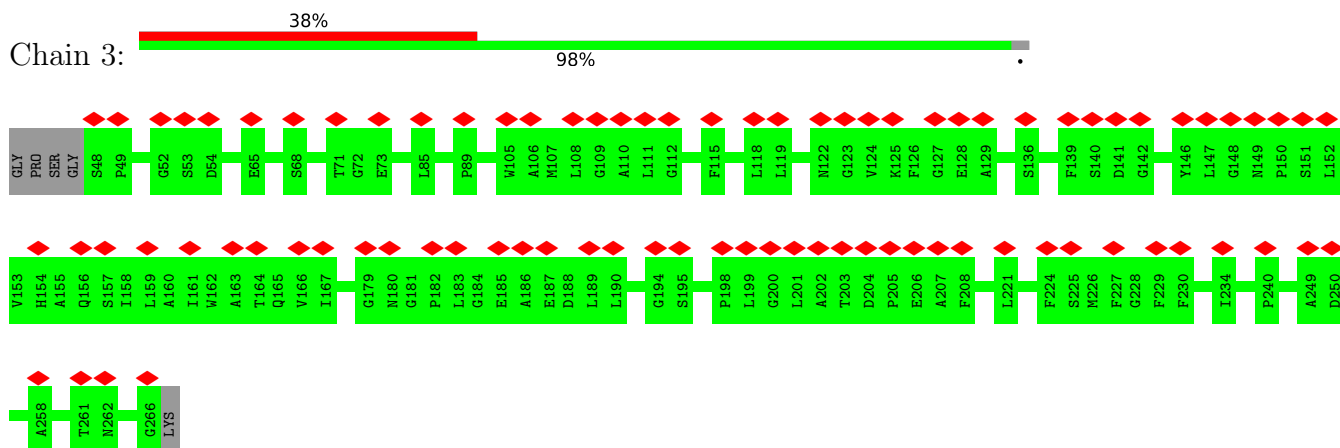 38%
Chain 3:
98%
.
GLY PRO SER GLY S48 P49 G52 S53 D54 E65 S68 T71 G72 E73 L85 P89 W105 A106 M107 L108 G109 A110 L111 G112 F115 L118 L119 N122 G123 V124 K125 F126 G127 E128 A129 S136 F139 S140 D141 G142 Y146 L147 G148 N149 P150 S151 L152
V153 H154 A155 Q156 S157 I158 L159 A160 I161 W162 A163 T164 Q165 V166 I167 G179 N180 G181 P182 L183 G184 E185 A186 E187 D188 L189 L190 G194 S195 P198 L199 G200 L201 A202 T203 D204 P205 E206 A207 F208 L221 F224 S225 M226 F227 G228 F229 F230 I234 P240 A249 D250
A258 T261 N262 G266 LYS